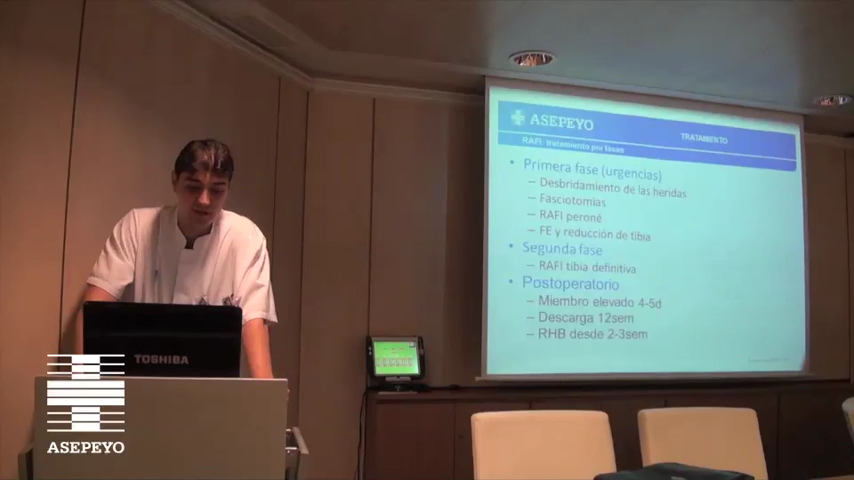 ASEPEYO
TRATAMIENTO
RAFI: tratamiento por fases
• Primera fase (urgencias)
– Desbridamiento de las heridas
– Fasciotomías
– RAFI peroné
– FE y reducción de tibia
• Segunda fase
– RAFI tibia definitiva
• Postoperatorio
– Miembro elevado 4-5d
– Descarga 12sem
– RHB desde 2-3sem
TOSHIBA
ASEPEYO